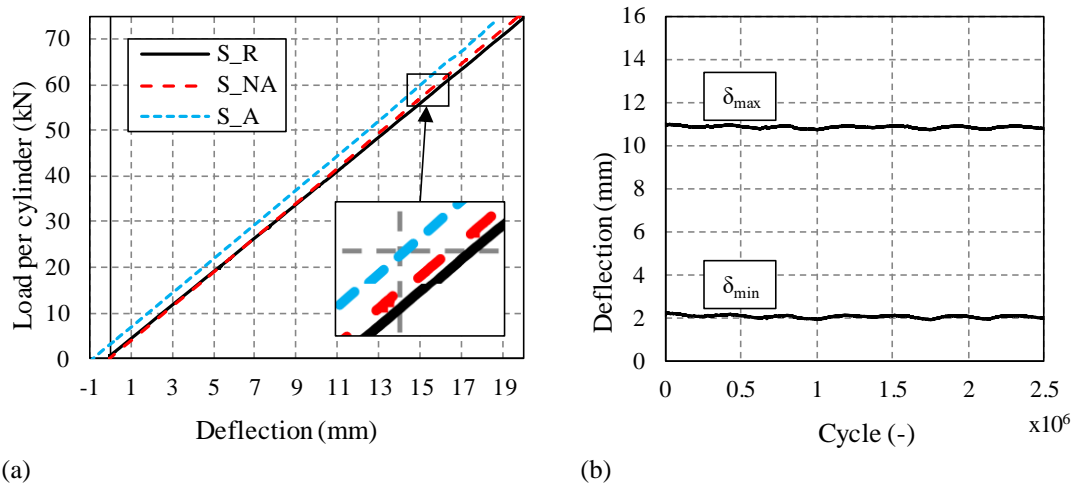 Load per cylinder (kN)
70
60
50
40
30
20
10
0
-1 1 3 5 7 9 11 13 15 17 19
Deflection (mm)
S_R
S_NA
S_A
(a)
Deflection (mm)
16
14
12
10
8
6
4
2
0
0 0.5 1 1.5 2 2.5
x10⁶
Cycle (-)
δmax
δmin
(b)